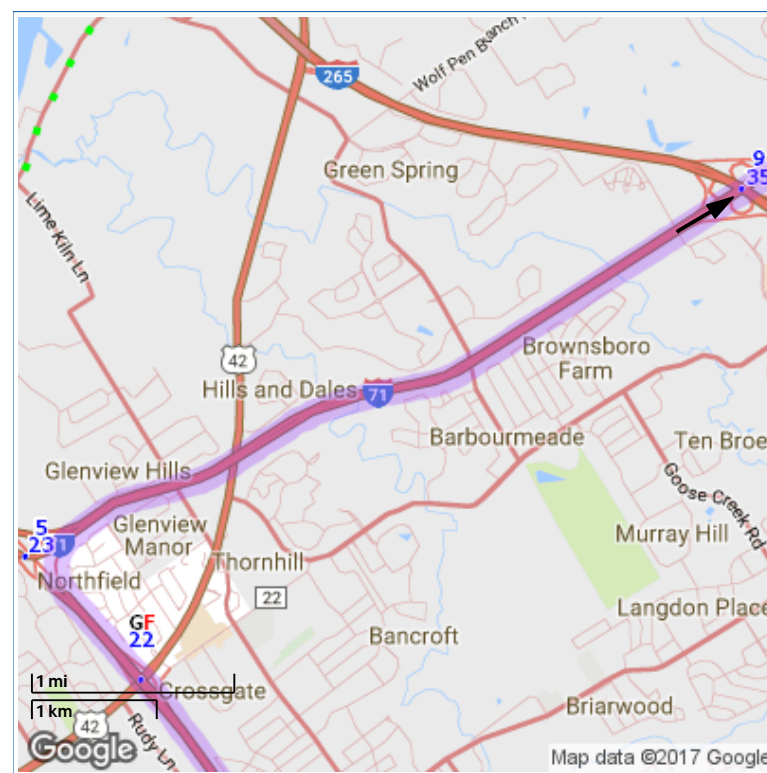 265
Wolf Pen Branch
9
35
Green Spring
Lime Kiln Ln
42
Brownsboro
Farm
Hills and Dales
71
Barbourmeade
Ten Broe
Glenview Hills
Goose Creek Rd
5
23
1
Glenview
Manor
Murray Hill
Thornhill
Northfield
22
Langdon Place
GF
22
Bancroft
1 mi
Crossgate
1 km
Briarwood
42
Rudy Ln
Google
Map data ©2017 Google